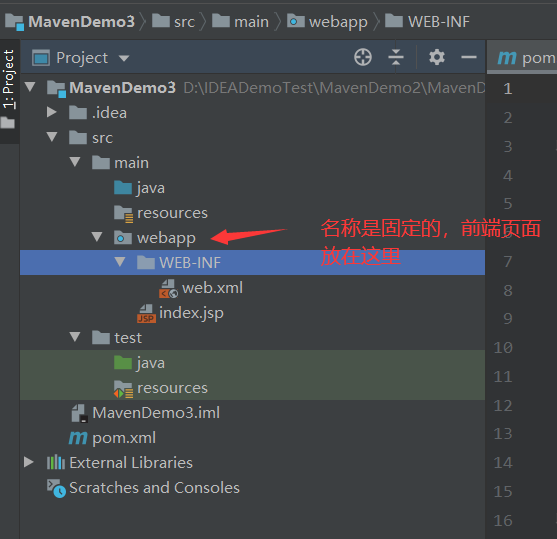 MavenDemo3 src main webapp WEB-INF
1: Project
Project
pom
MavenDemo3 D:\IDEADemoTest\MavenDemo2\MavenD
.idea
src
main
java
resources
webapp
名称是固定的，前端页面
放在这里
WEB-INF
web.xml
JSP index.jsp
test
java
resources
MavenDemo3.iml
m pom.xml
External Libraries
Scratches and Consoles
1
2
3
4
5
6
7
8
9
10
11
12
13
14
15
16